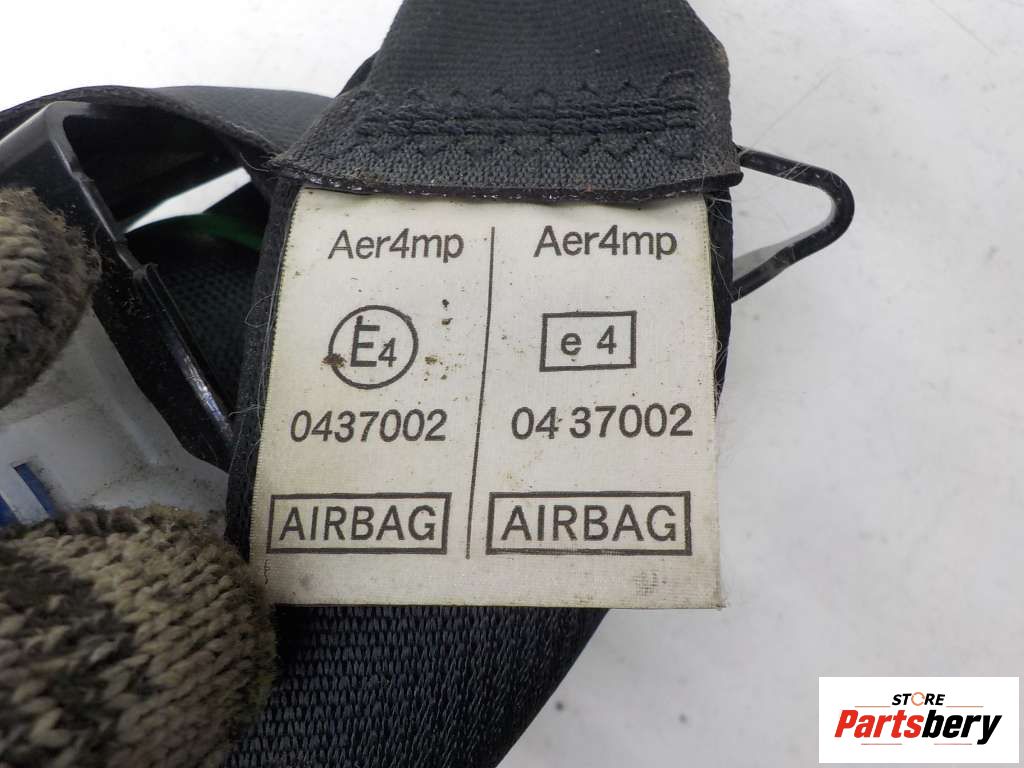 Aer4mp
E4
0437002
AIRBAG
Aer4mp
e 4
04 37002
AIRBAG
STORE
Partsbery